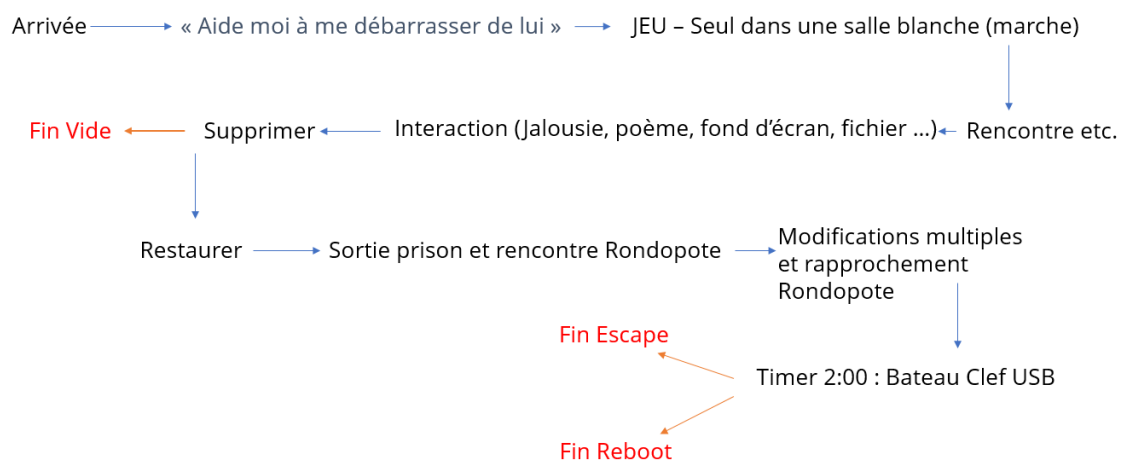 Arrivée
« Aide moi à me débarrasser de lui »
JEU – Seul dans une salle blanche (marche)
Rencontre etc.
Interaction (Jalousie, poème, fond d’écran, fichier ...)
Supprimer
Fin Vide
Restaurer
Sortie prison et rencontre Rondopote
Modifications multiples
et rapprochement
Rondopote
Timer 2:00 : Bateau Clef USB
Fin Escape
Fin Reboot